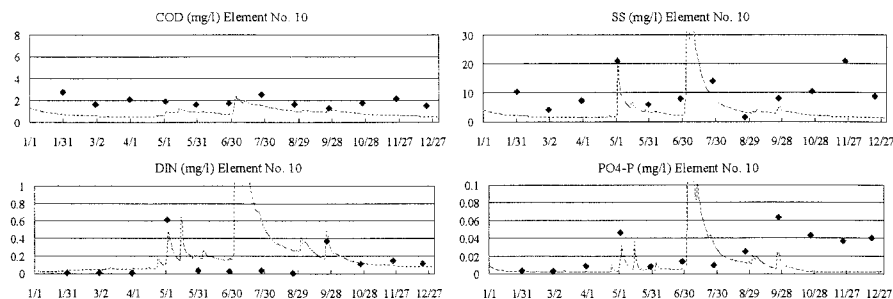 COD (mg/l) Element No. 10
8
6
4
2
0
1/1 1/31 3/2 4/1 5/1 5/31 6/30 7/30 8/29 9/28 10/28 11/27 12/27
SS (mg/l) Element No. 10
30
20
10
0
1/1 1/31 3/2 4/1 5/1 5/31 6/30 7/30 8/29 9/28 10/28 11/27 12/27
DIN (mg/l) Element No. 10
1
0.8
0.6
0.4
0.2
0
1/1 1/31 3/2 4/1 5/1 5/31 6/30 7/30 8/29 9/28 10/28 11/27 12/27
PO4-P (mg/l) Element No. 10
0.1
0.08
0.06
0.04
0.02
0
1/1 1/31 3/2 4/1 5/1 5/31 6/30 7/30 8/29 9/28 10/28 11/27 12/27